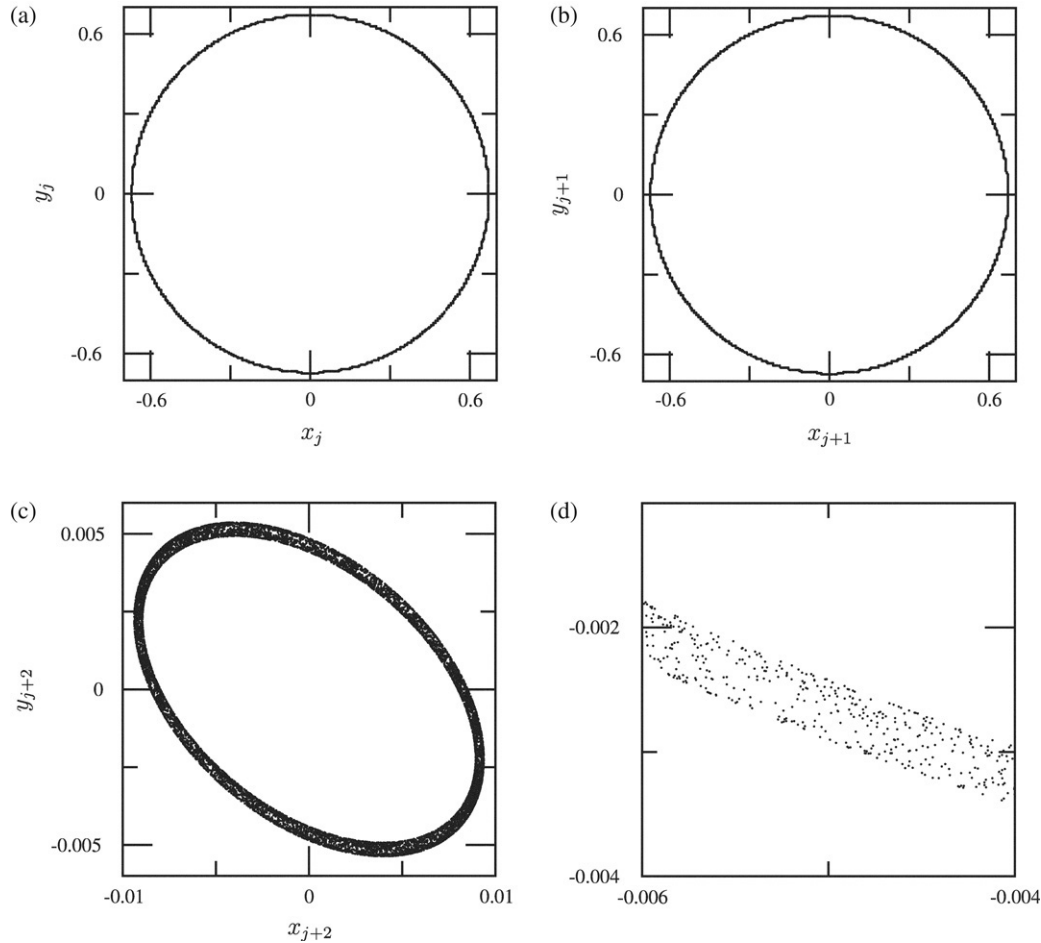 (a)
0.6
y_j
0
-0.6
-0.6 0 0.6
x_j
(b)
0.6
y_{j+1}
0
-0.6
-0.6 0 0.6
x_{j+1}
(c)
0.005
y_{j+2}
0
-0.005
-0.01 0 0.01
x_{j+2}
(d)
-0.002
-0.004
-0.006 -0.004